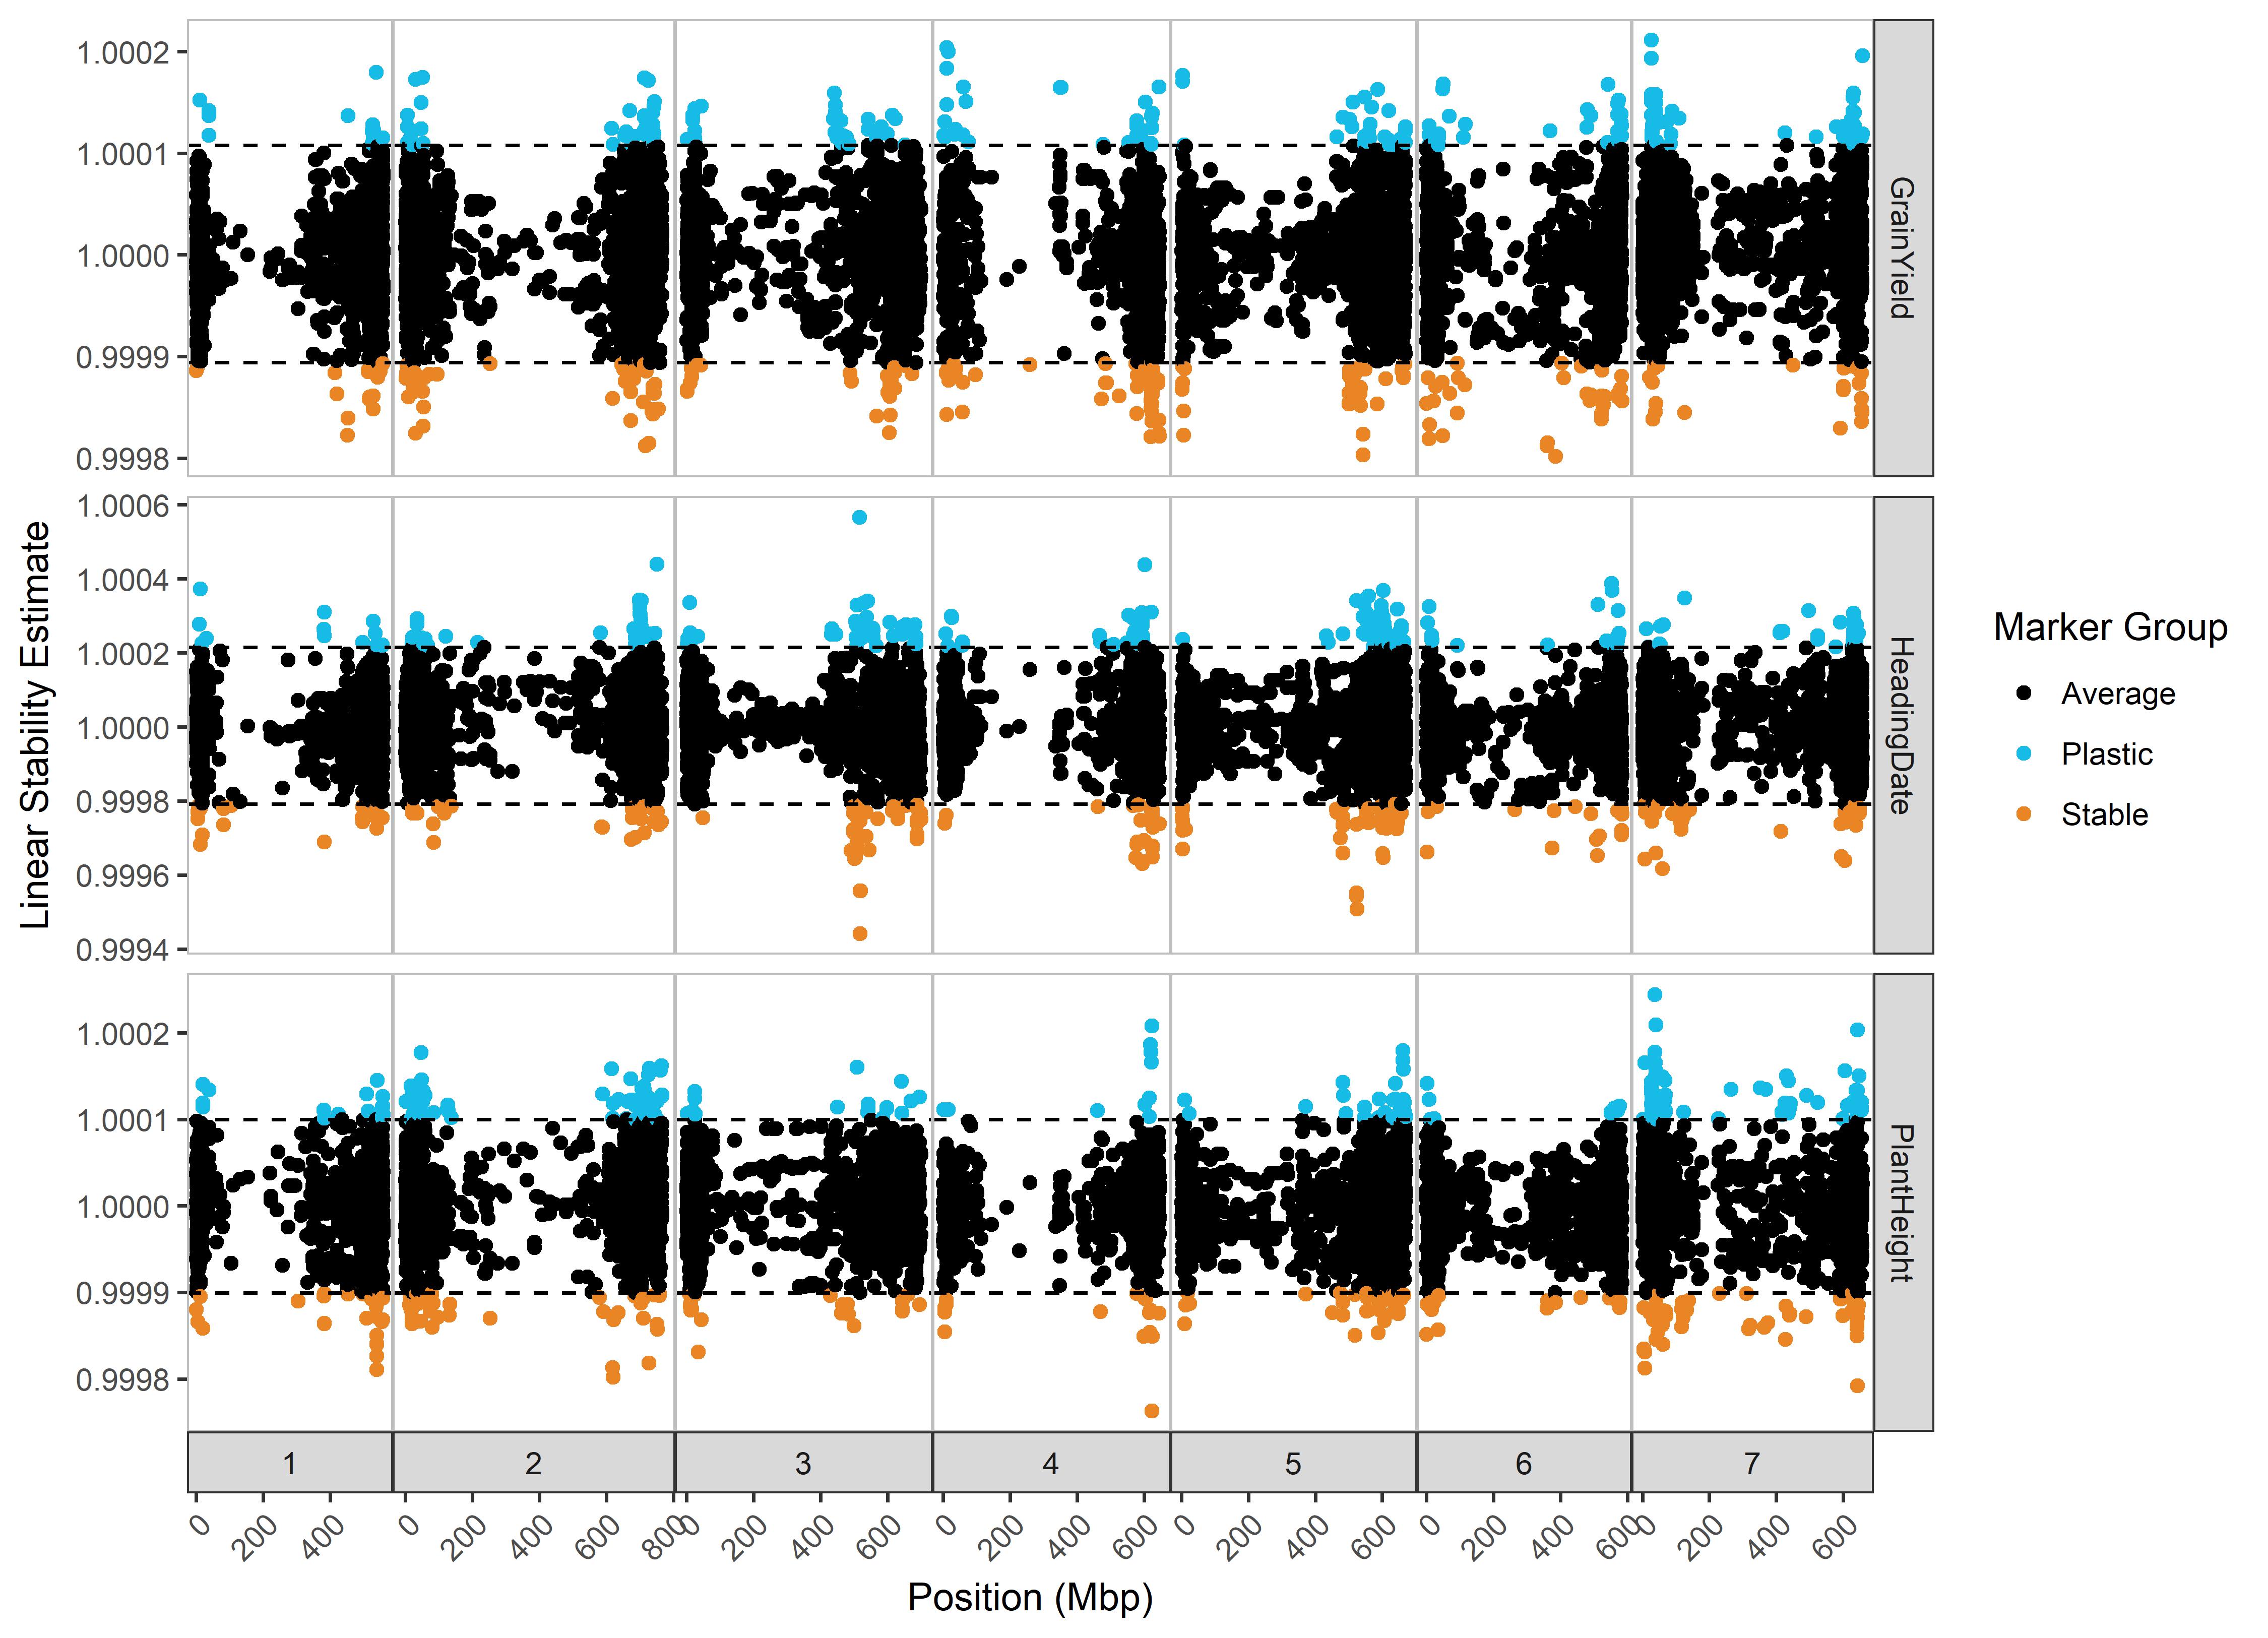 1.0002
1.0001
1.0000
0.9999
0.9998
GrainYield
1.0006
1.0004
1.0002
1.0000
0.9998
0.9996
0.9994
HeadingDate
Linear Stability Estimate
Marker Group
Average
Plastic
Stable
1.0002
1.0001
1.0000
0.9999
0.9998
PlantHeight
1 2 3 4 5 6 7
0 200 400 0 200 400 600 800 0 200 400 600 0 200 400 600 0 200 400 600 0 200 400 600 0 200 400 600
Position (Mbp)